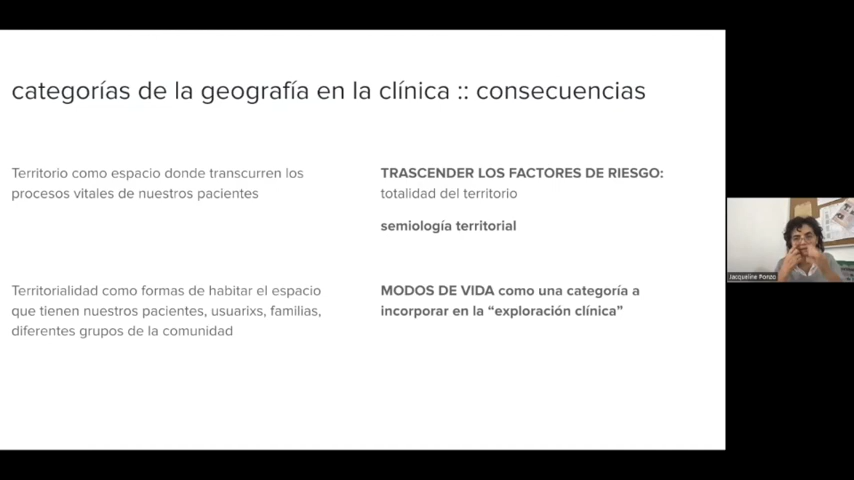 categorías de la geografía en la clínica :: consecuencias
Territorio como espacio donde transcurren los
procesos vitales de nuestros pacientes
TRASCENDER LOS FACTORES DE RIESGO:
totalidad del territorio
semiología territorial
Territorialidad como formas de habitar el espacio
que tienen nuestros pacientes, usuarixs, familias,
diferentes grupos de la comunidad
MODOS DE VIDA como una categoría a
incorporar en la “exploración clínica”
Jacqueline Ponzo